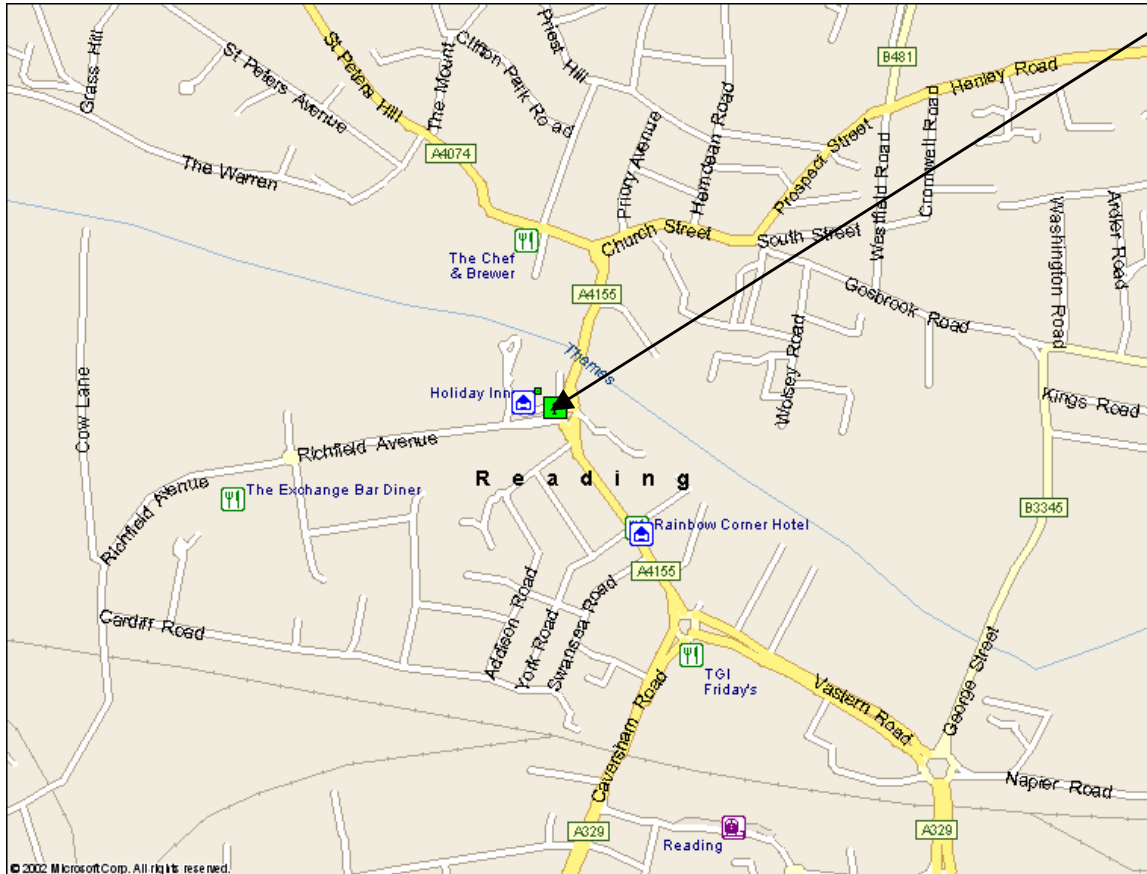 Grass Hill
St Peters Avenue
St Peters Hill
The Mount
Clifton Park Road
Priest Hill
B481
Henley Road
The Warren
A4074
Priory Avenue
Hemdean Road
Prospect Street
Westfield Road
Cromwell Road
Washington Road
Ardler Road
The Chef
& Brewer
Church Street
South Street
A4155
Gosbrook Road
Thames
Wolsey Road
Cow Lane
Holiday Inn
Kings Road
Richfield Avenue
Reading
Richfield Avenue
The Exchange Bar Diner
Rainbow Corner Hotel
B3345
A4155
Cardiff Road
Addison Road
York Road
Swansea Road
TGI
Friday's
Caversham Road
Vastern Road
George Street
Napier Road
A329
Reading
A329
© 2002 Microsoft Corp. All rights reserved.